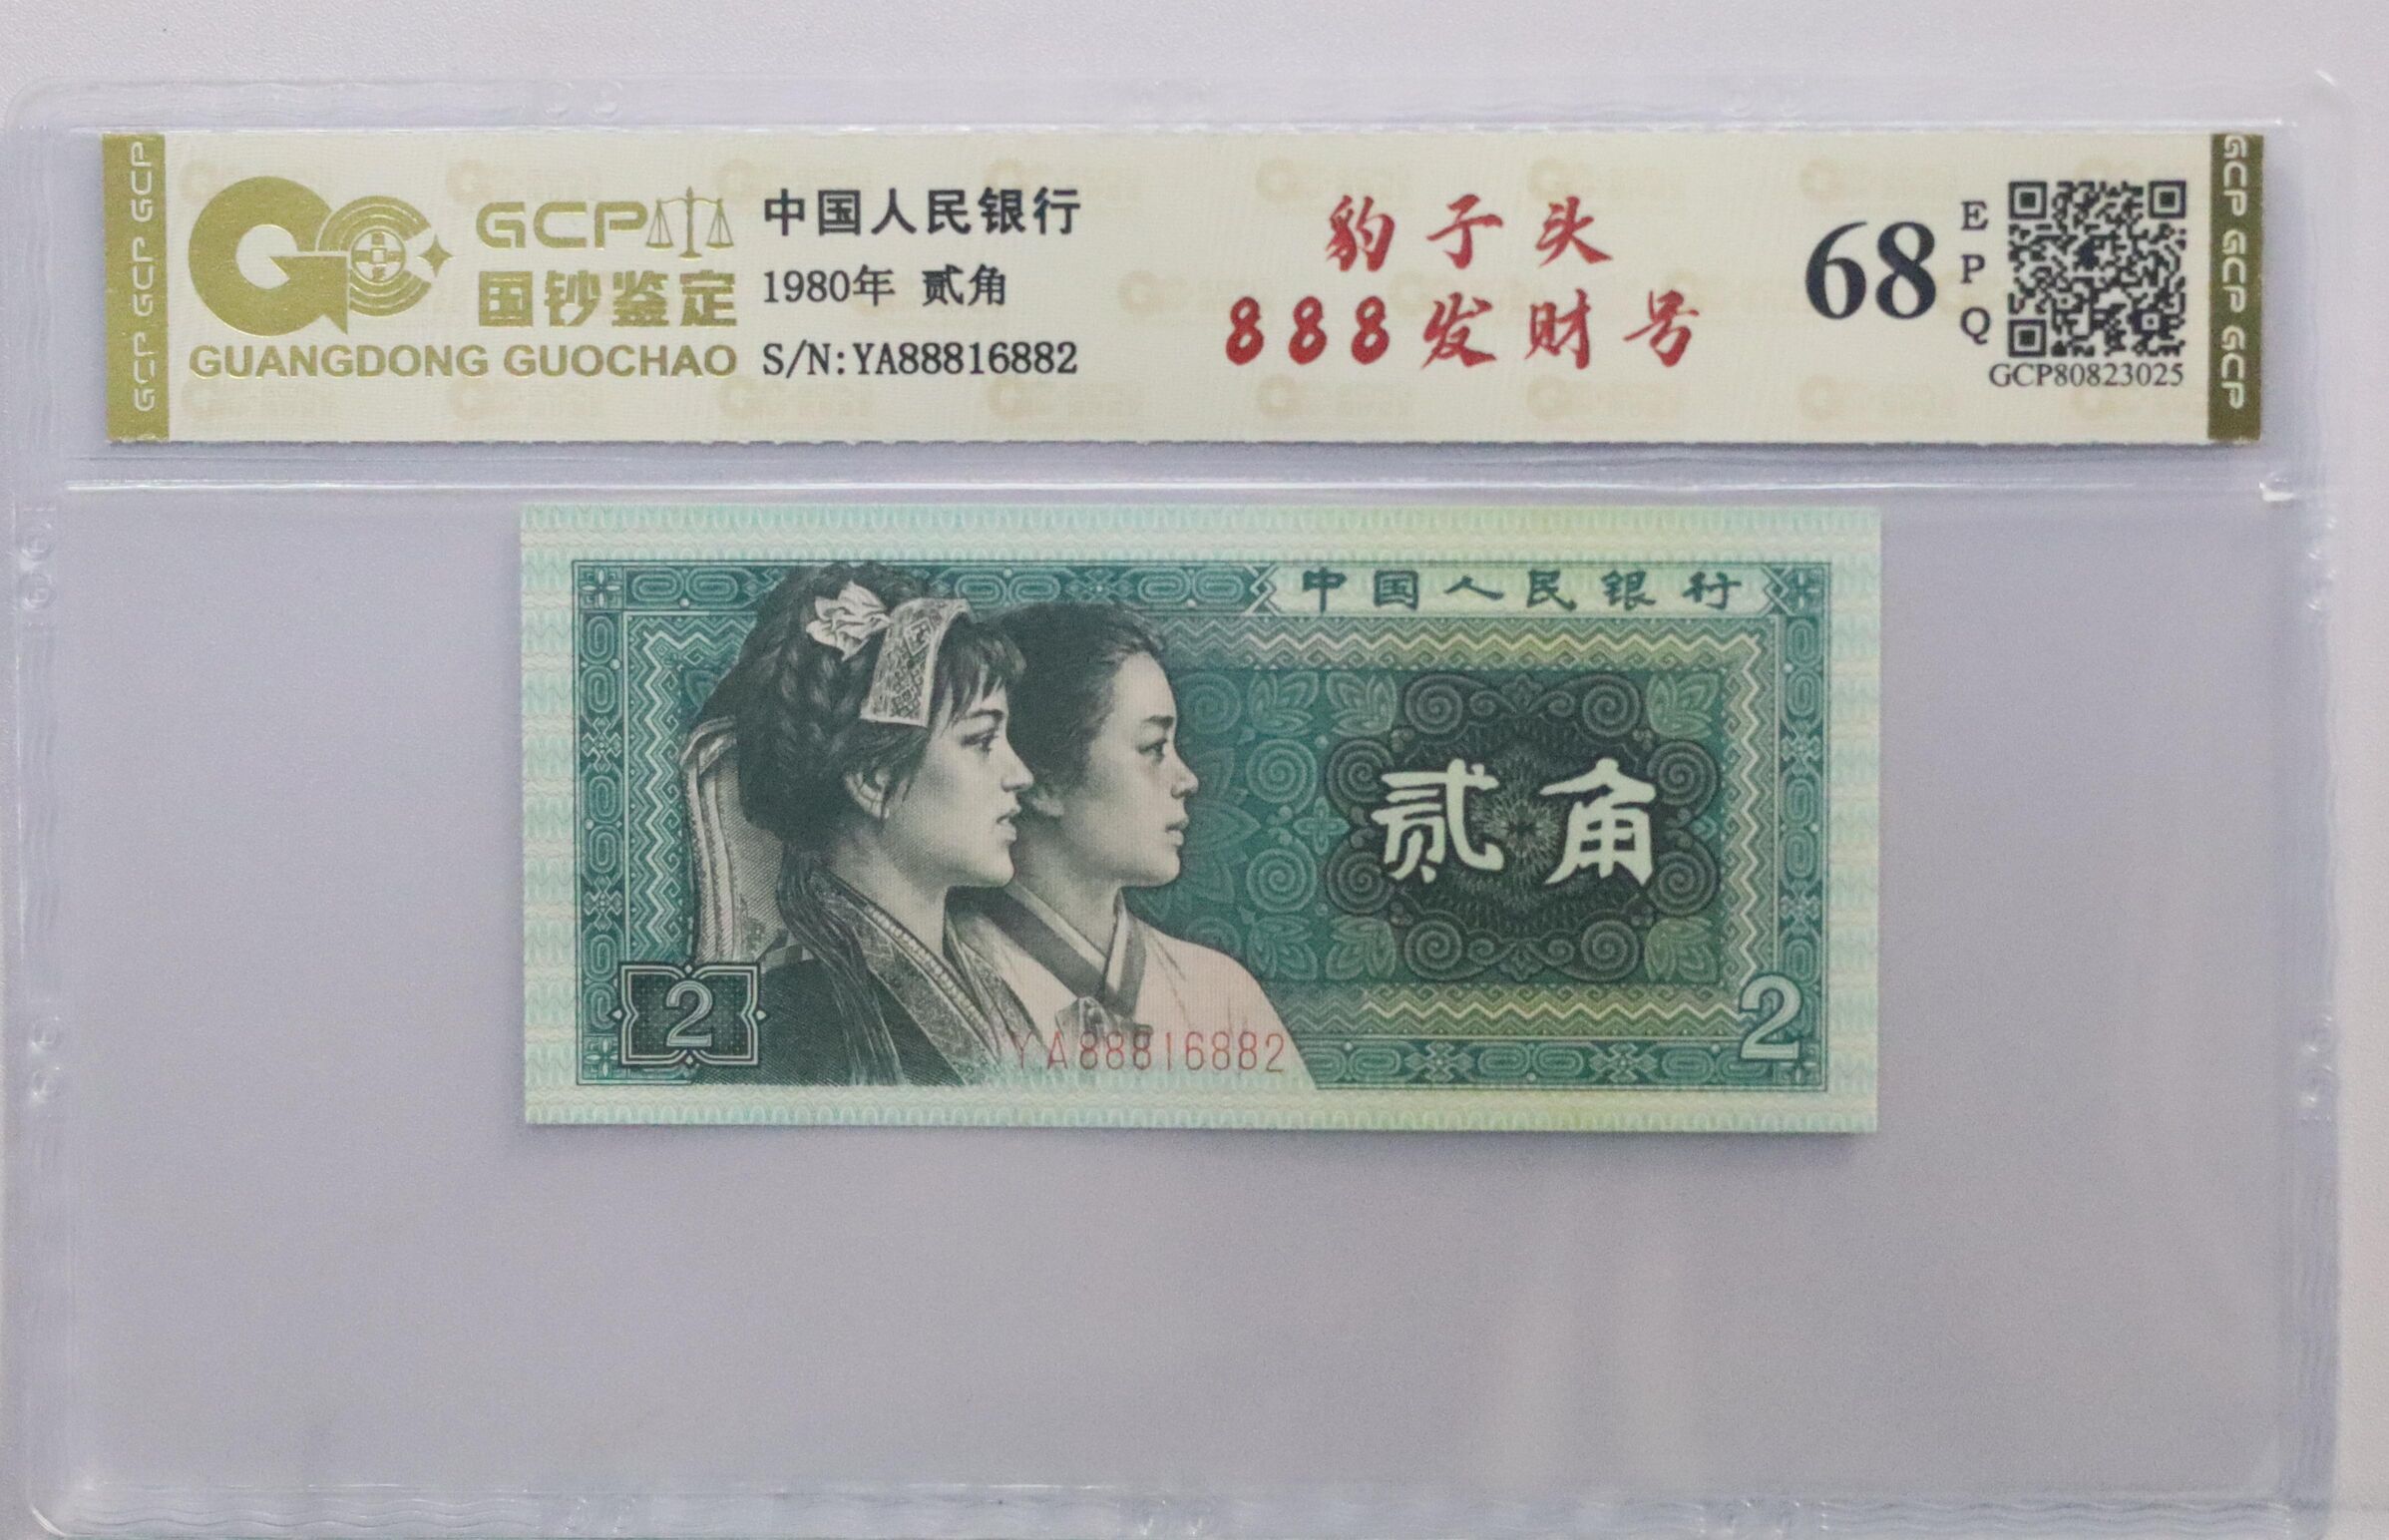 GCP GCP GCP
GCP
国钞鉴定
GUANGDONG GUOCHAO
中国人民银行
1980年 贰角
S/N:YA88816882
豹子头
888发财号
68
EPQ
GCP80823025
GCP GCP GCP
中国人民银行
贰角
2
YA88816882
2